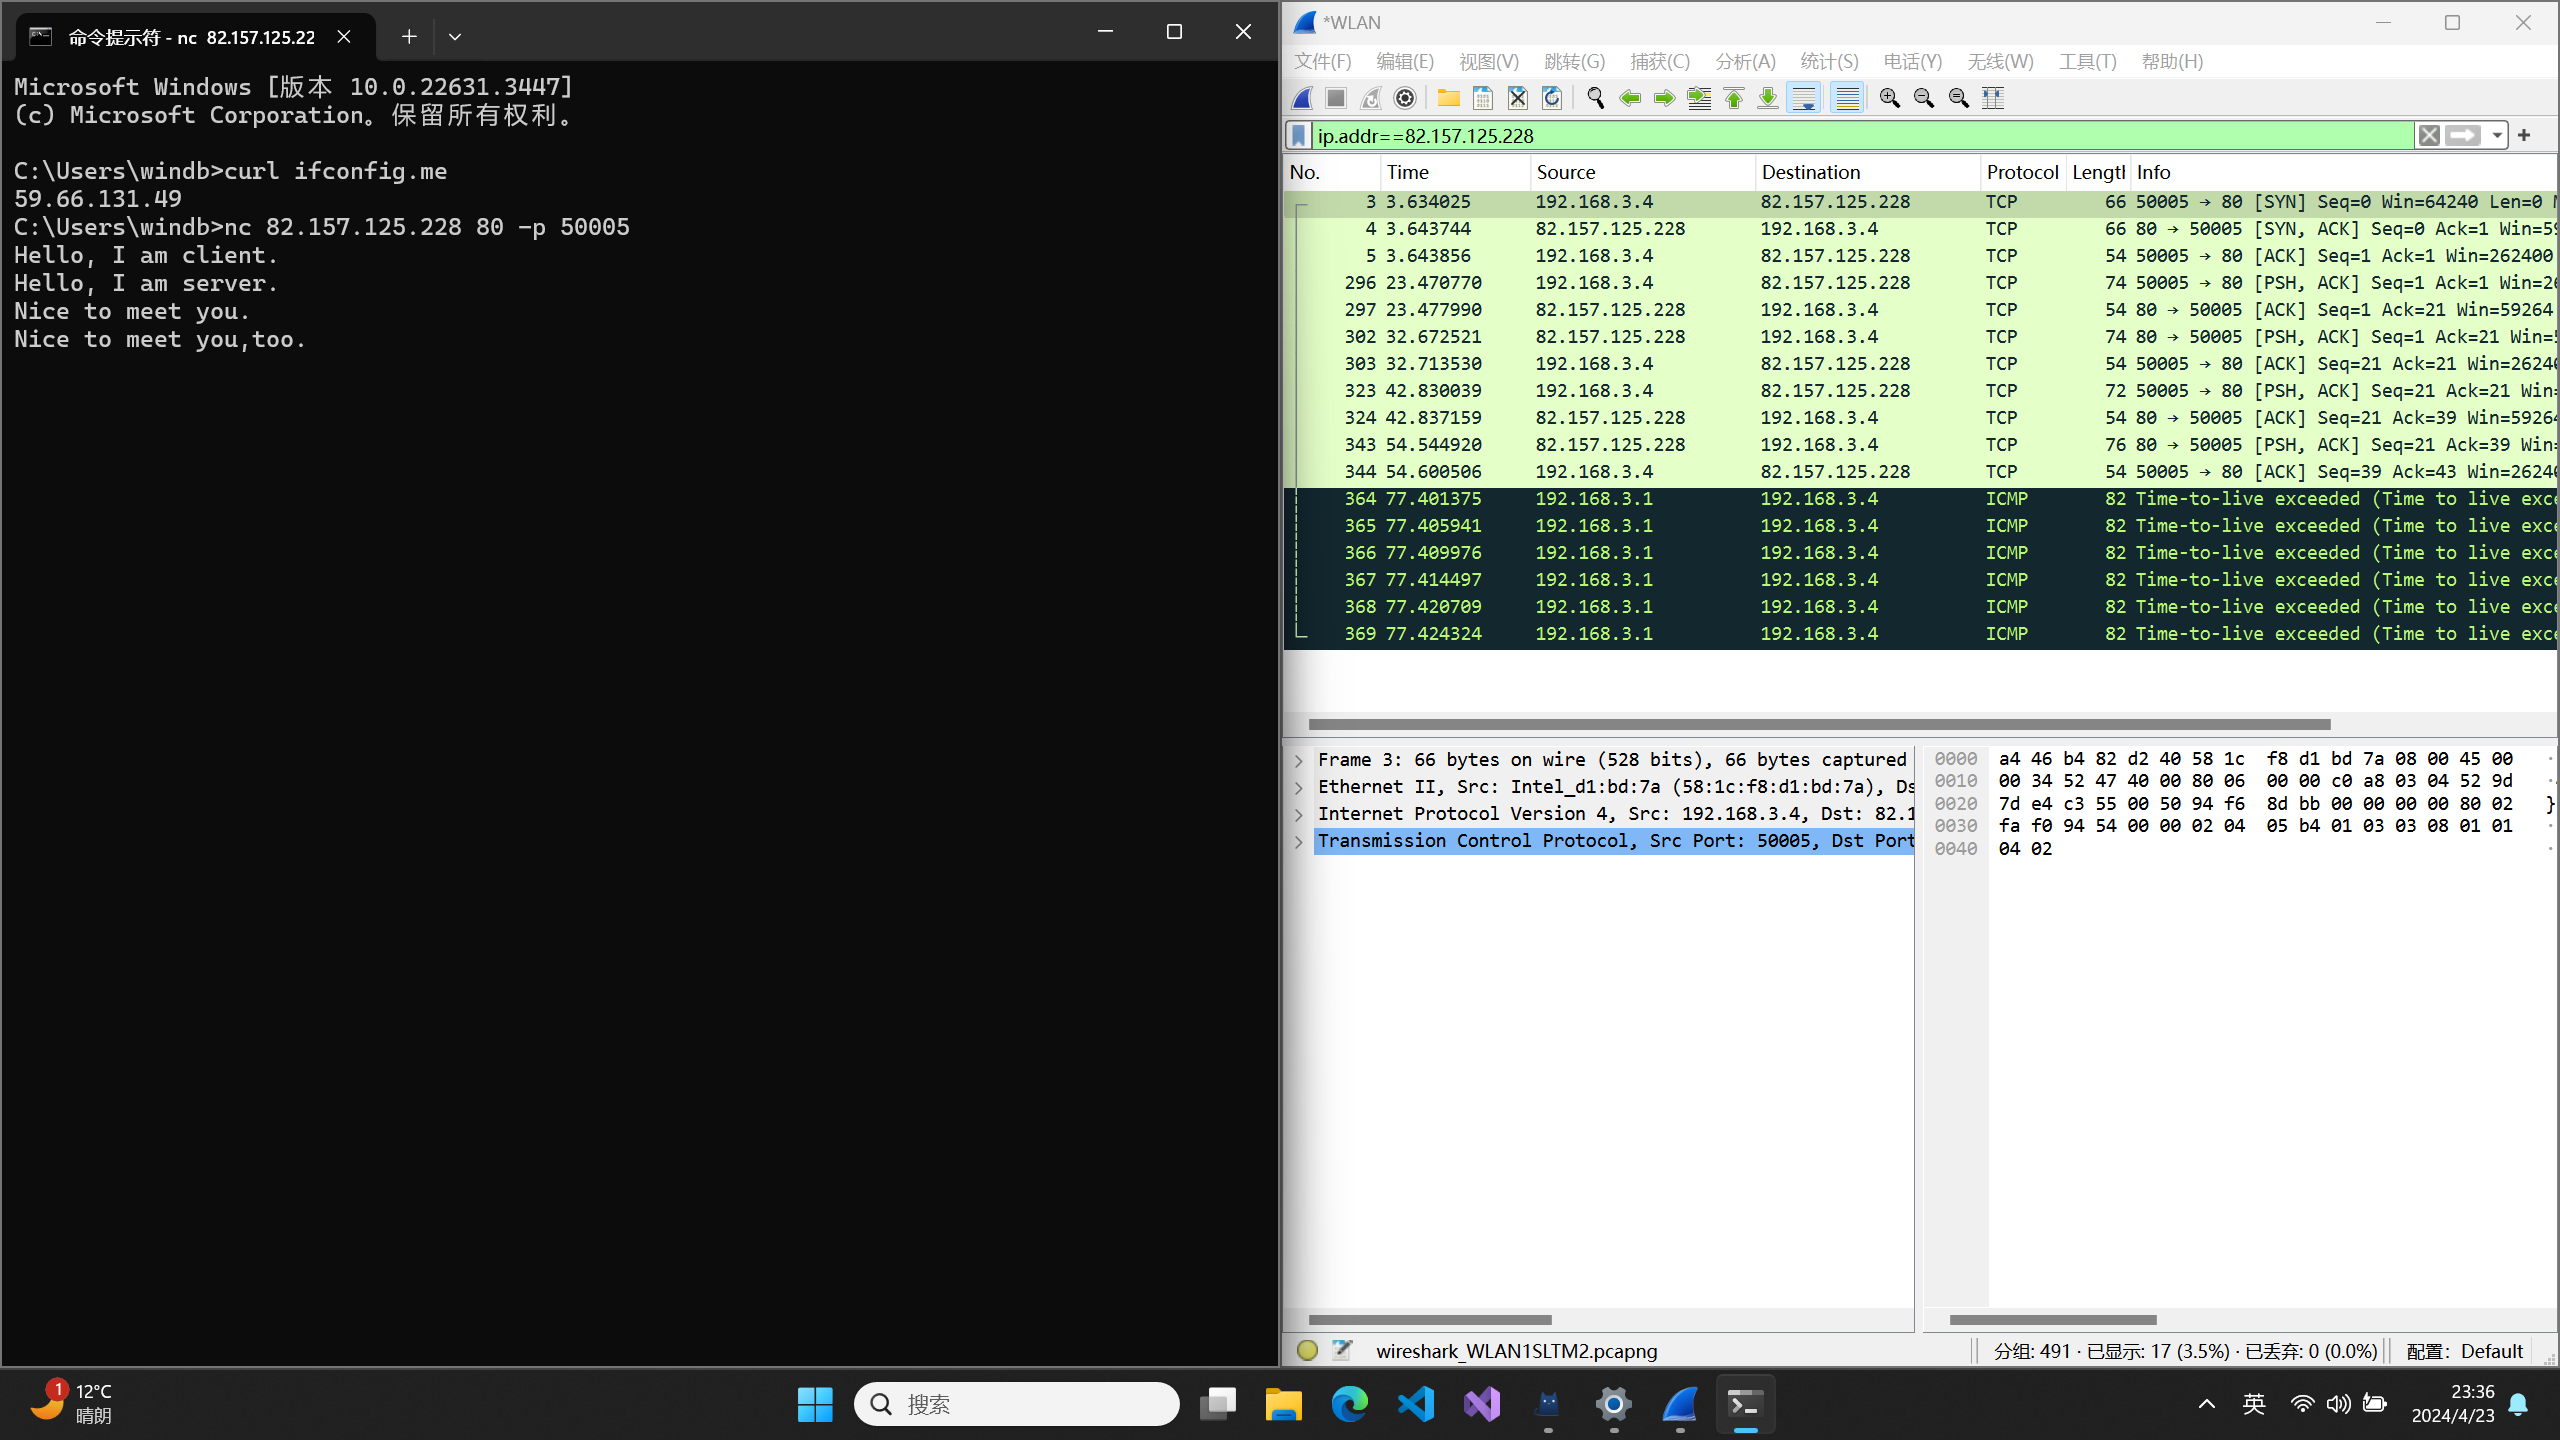 命令提示符 - nc 82.157.125.22
Microsoft Windows [版本 10.0.22631.3447]
(c) Microsoft Corporation。保留所有权利。
C:\Users\windb>curl ifconfig.me
59.66.131.49
C:\Users\windb>nc 82.157.125.228 80 -p 50005
Hello, I am client.
Hello, I am server.
Nice to meet you.
Nice to meet you,too.
*WLAN
文件(F) 编辑(E) 视图(V) 跳转(G) 捕获(C) 分析(A) 统计(S) 电话(Y) 无线(W) 工具(T) 帮助(H)
ip.addr==82.157.125.228
No. Time Source Destination Protocol Lengtl Info
3 3.634025 192.168.3.4 82.157.125.228 TCP 66 50005 → 80 [SYN] Seq=0 Win=64240 Len=0
4 3.643744 82.157.125.228 192.168.3.4 TCP 66 80 → 50005 [SYN, ACK] Seq=0 Ack=1 Win=59
5 3.643856 192.168.3.4 82.157.125.228 TCP 54 50005 → 80 [ACK] Seq=1 Ack=1 Win=262400
296 23.470770 192.168.3.4 82.157.125.228 TCP 74 50005 → 80 [PSH, ACK] Seq=1 Ack=1 Win=26
297 23.477990 82.157.125.228 192.168.3.4 TCP 54 80 → 50005 [ACK] Seq=1 Ack=21 Win=59264
302 32.672521 82.157.125.228 192.168.3.4 TCP 74 80 → 50005 [PSH, ACK] Seq=1 Ack=21 Win=5
303 32.713530 192.168.3.4 82.157.125.228 TCP 54 50005 → 80 [ACK] Seq=21 Ack=21 Win=26240
323 42.830039 192.168.3.4 82.157.125.228 TCP 72 50005 → 80 [PSH, ACK] Seq=21 Ack=21 Win=
324 42.837159 82.157.125.228 192.168.3.4 TCP 54 80 → 50005 [ACK] Seq=21 Ack=39 Win=59264
343 54.544920 82.157.125.228 192.168.3.4 TCP 76 80 → 50005 [PSH, ACK] Seq=21 Ack=39 Win=
344 54.600506 192.168.3.4 82.157.125.228 TCP 54 50005 → 80 [ACK] Seq=39 Ack=43 Win=26240
364 77.401375 192.168.3.1 192.168.3.4 ICMP 82 Time-to-live exceeded (Time to live exce
365 77.405941 192.168.3.1 192.168.3.4 ICMP 82 Time-to-live exceeded (Time to live exce
366 77.409976 192.168.3.1 192.168.3.4 ICMP 82 Time-to-live exceeded (Time to live exce
367 77.414497 192.168.3.1 192.168.3.4 ICMP 82 Time-to-live exceeded (Time to live exce
368 77.420709 192.168.3.1 192.168.3.4 ICMP 82 Time-to-live exceeded (Time to live exce
369 77.424324 192.168.3.1 192.168.3.4 ICMP 82 Time-to-live exceeded (Time to live exce
Frame 3: 66 bytes on wire (528 bits), 66 bytes captured
Ethernet II, Src: Intel_d1:bd:7a (58:1c:f8:d1:bd:7a), Ds
Internet Protocol Version 4, Src: 192.168.3.4, Dst: 82.1
Transmission Control Protocol, Src Port: 50005, Dst Port
0000 a4 46 b4 82 d2 40 58 1c f8 d1 bd 7a 08 00 45 00 ·
0010 00 34 52 47 40 00 80 06 00 00 c0 a8 03 04 52 9d ·
0020 7d e4 c3 55 00 50 94 f6 8d bb 00 00 00 00 80 02 }
0030 fa f0 94 54 00 00 02 04 05 b4 01 03 03 08 01 01 ·
0040 04 02 ·
wireshark_WLAN1SLTM2.pcapng
分组: 491 · 已显示: 17 (3.5%) · 已丢弃: 0 (0.0%)
配置: Default
1
12°C
晴朗
搜索
英
23:36
2024/4/23